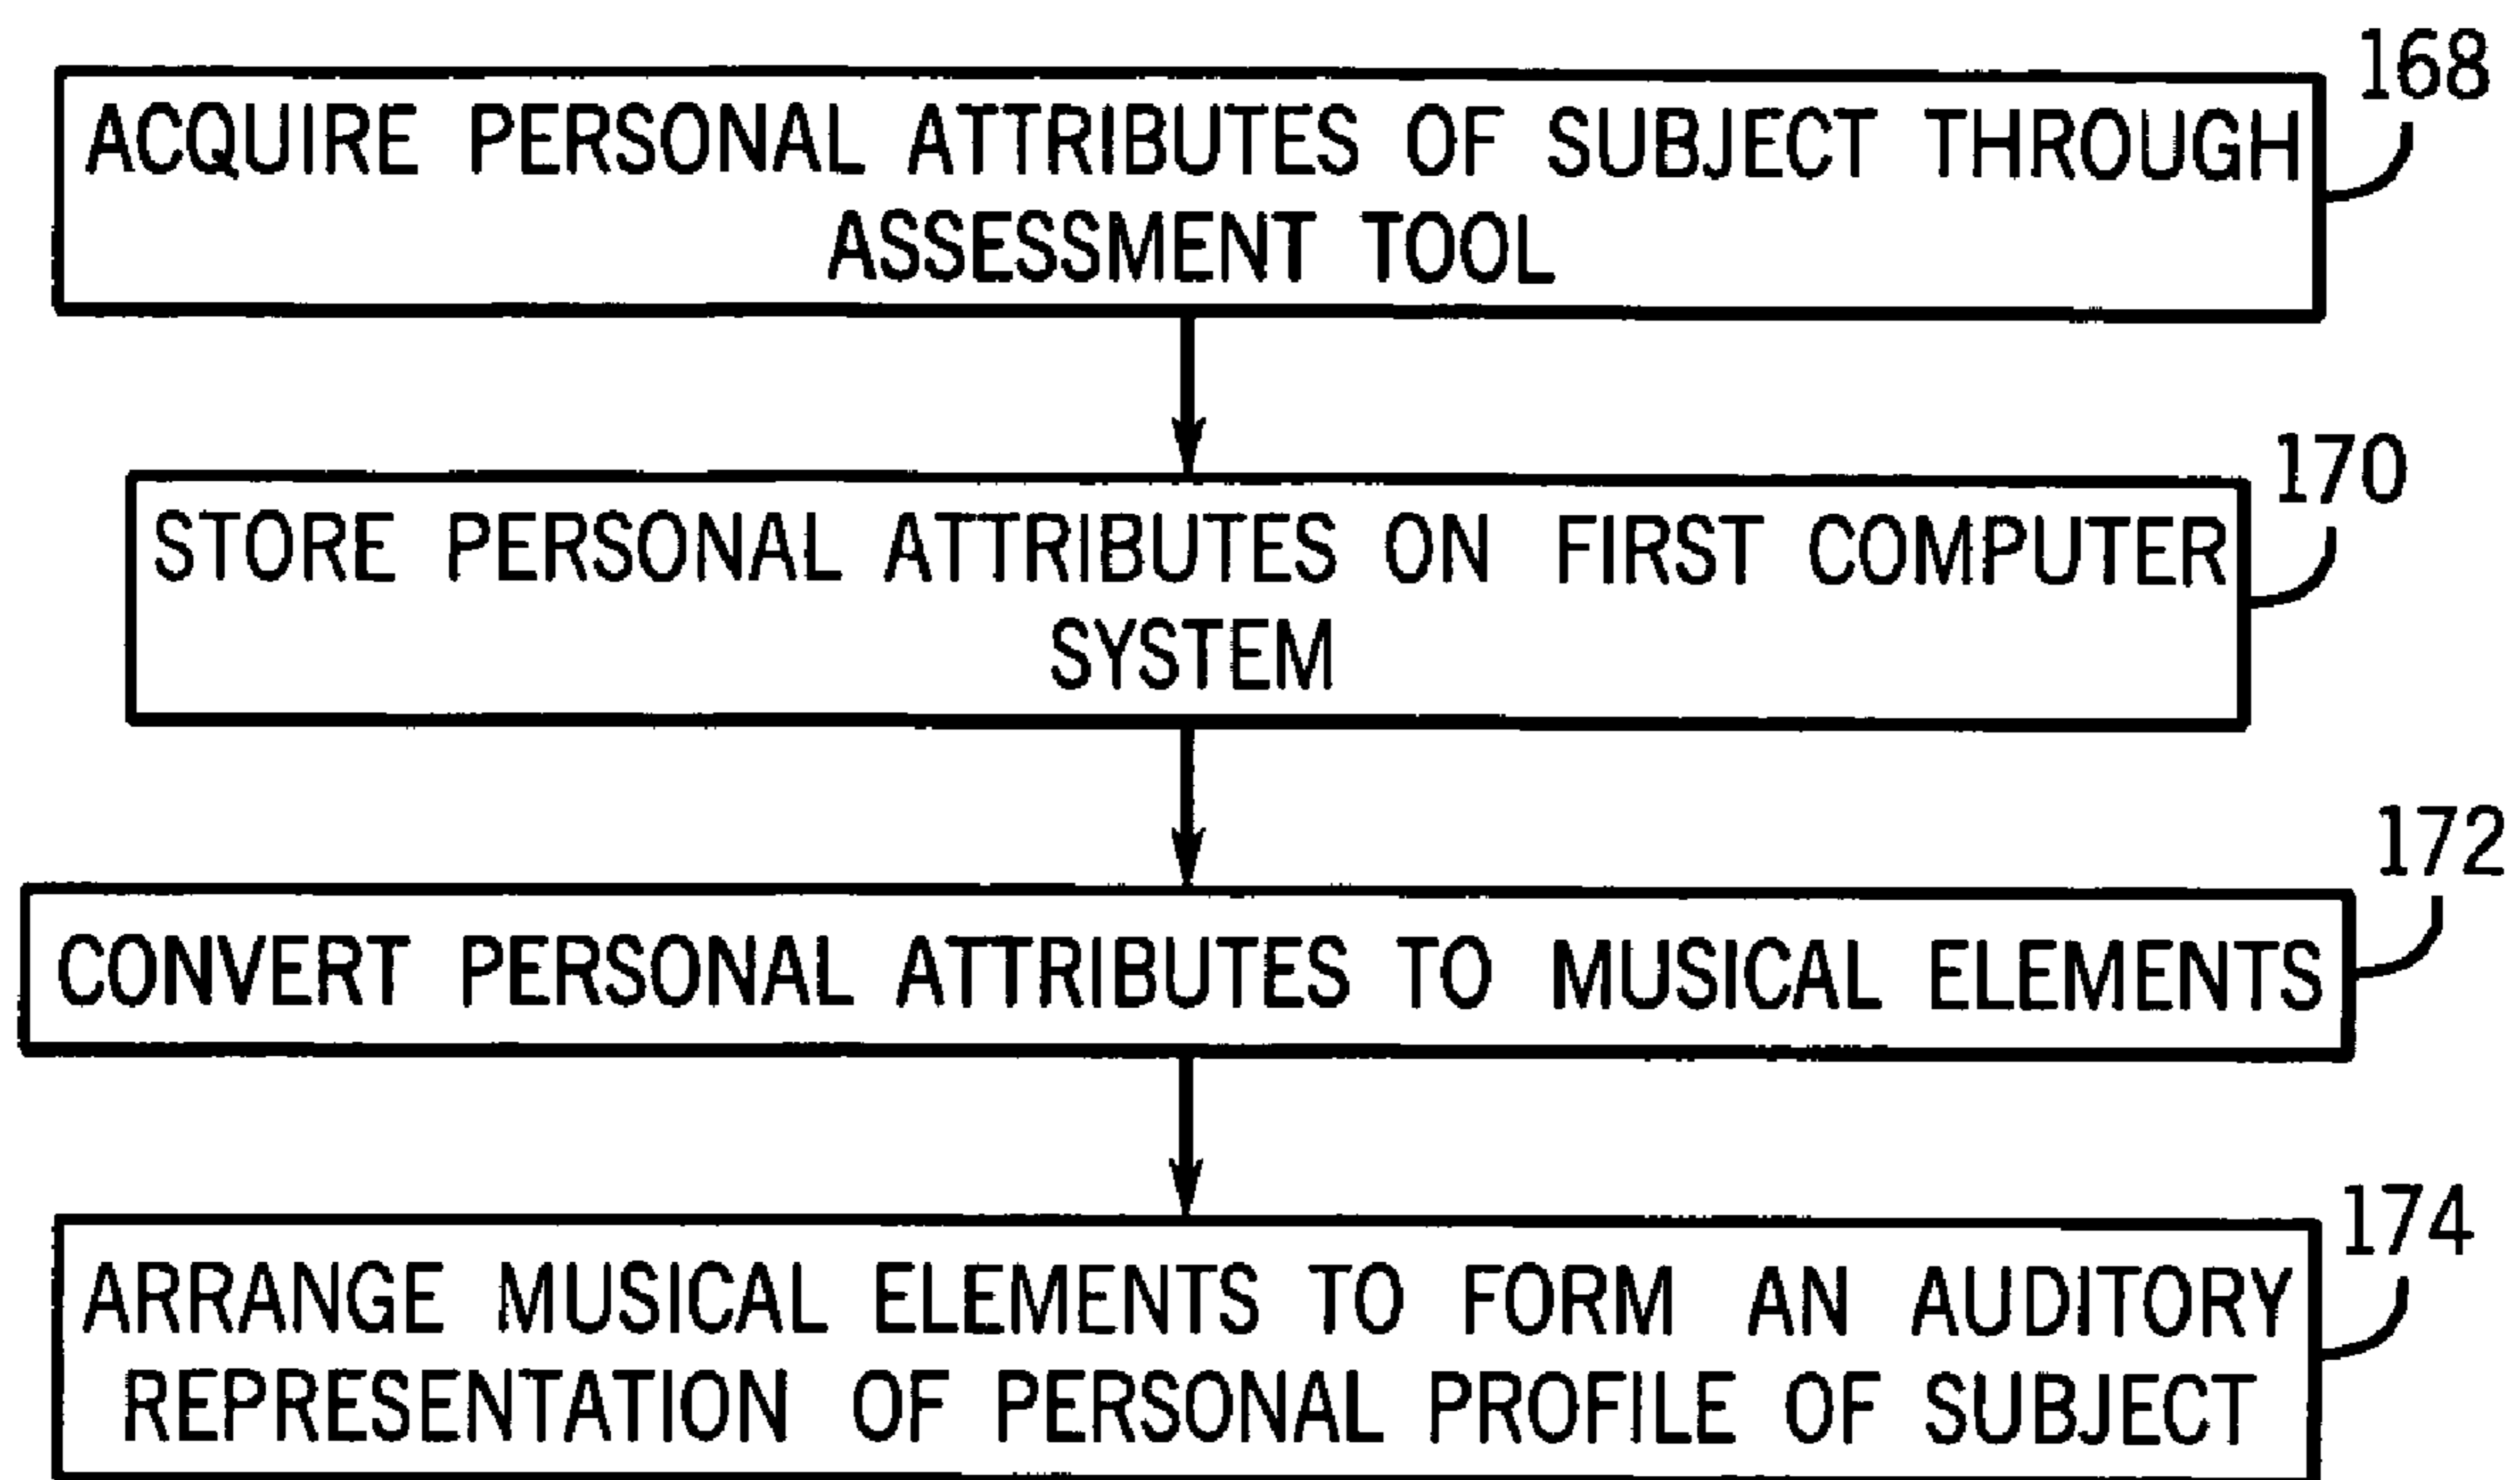 168
ACQUIRE PERSONAL ATTRIBUTES OF SUBJECT THROUGH
ASSESSMENT TOOL
170
STORE PERSONAL ATTRIBUTES ON FIRST COMPUTER
SYSTEM
172
CONVERT PERSONAL ATTRIBUTES TO MUSICAL ELEMENTS
174
ARRANGE MUSICAL ELEMENTS TO FORM AN AUDITORY
REPRESENTATION OF PERSONAL PROFILE OF SUBJECT